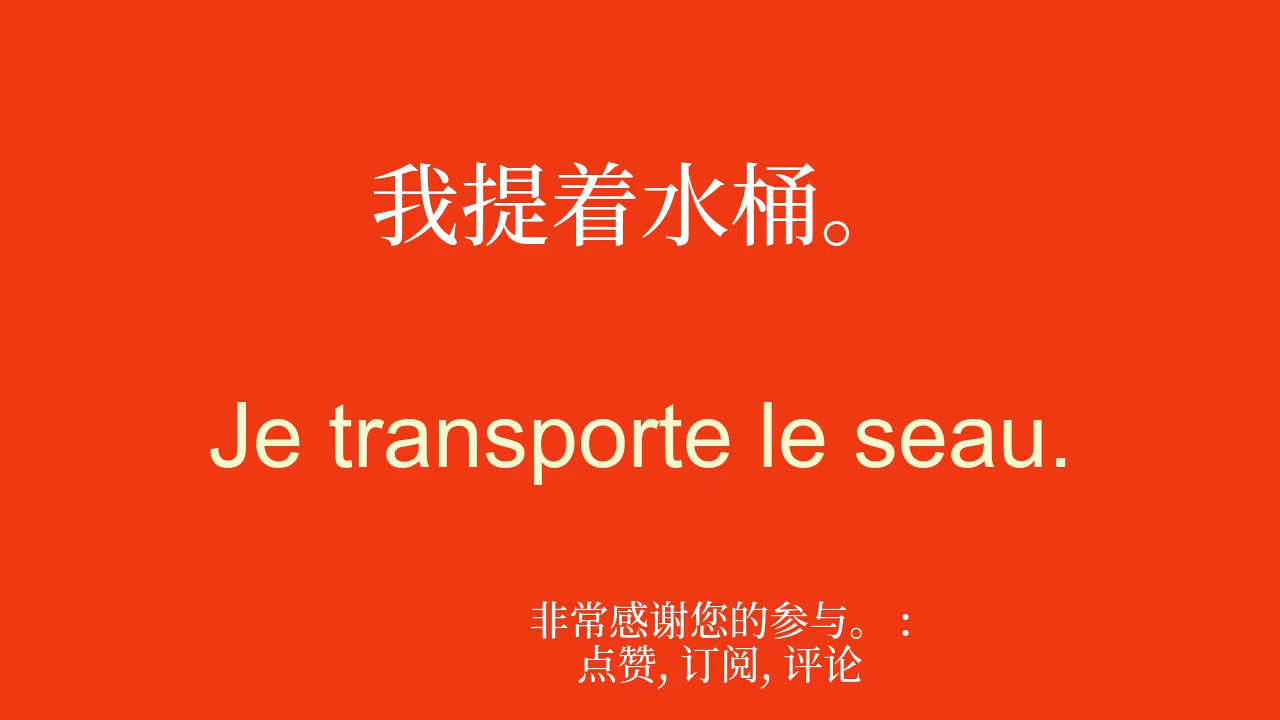 我提着水桶。
Je transporte le seau.
非常感谢您的参与。 :
点赞, 订阅, 评论